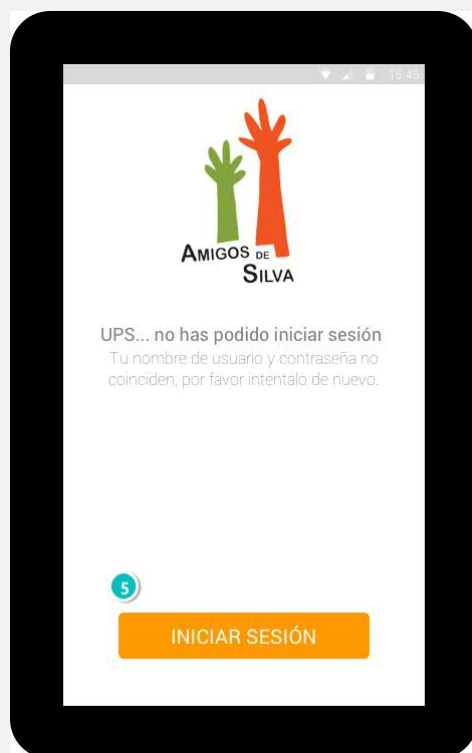 15:45
AMIGOS DE
SILVA
UPS... no has podido iniciar sesión
Tu nombre de usuario y contraseña no
coinciden, por favor intentalo de nuevo.
5
INICIAR SESIÓN